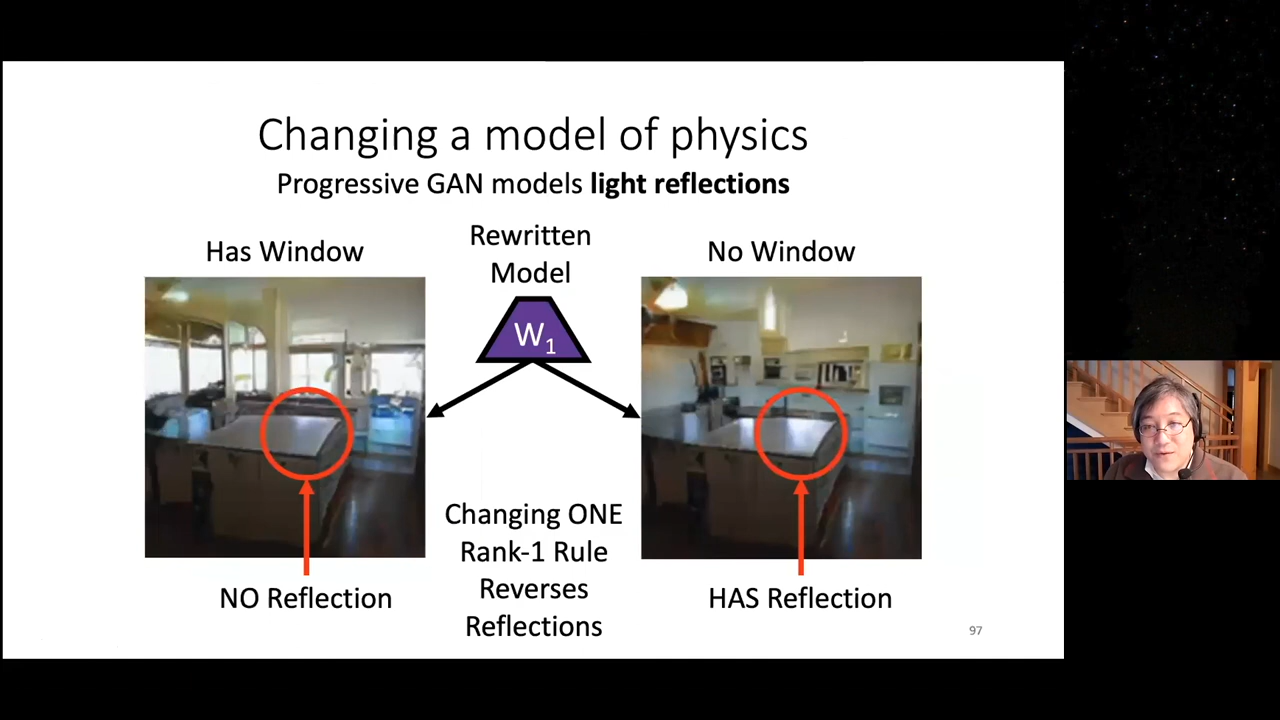 Changing a model of physics
Progressive GAN models light reflections
Has Window
Rewritten
Model
No Window
W1
Changing ONE
Rank-1 Rule
Reverses
Reflections
NO Reflection
HAS Reflection
97